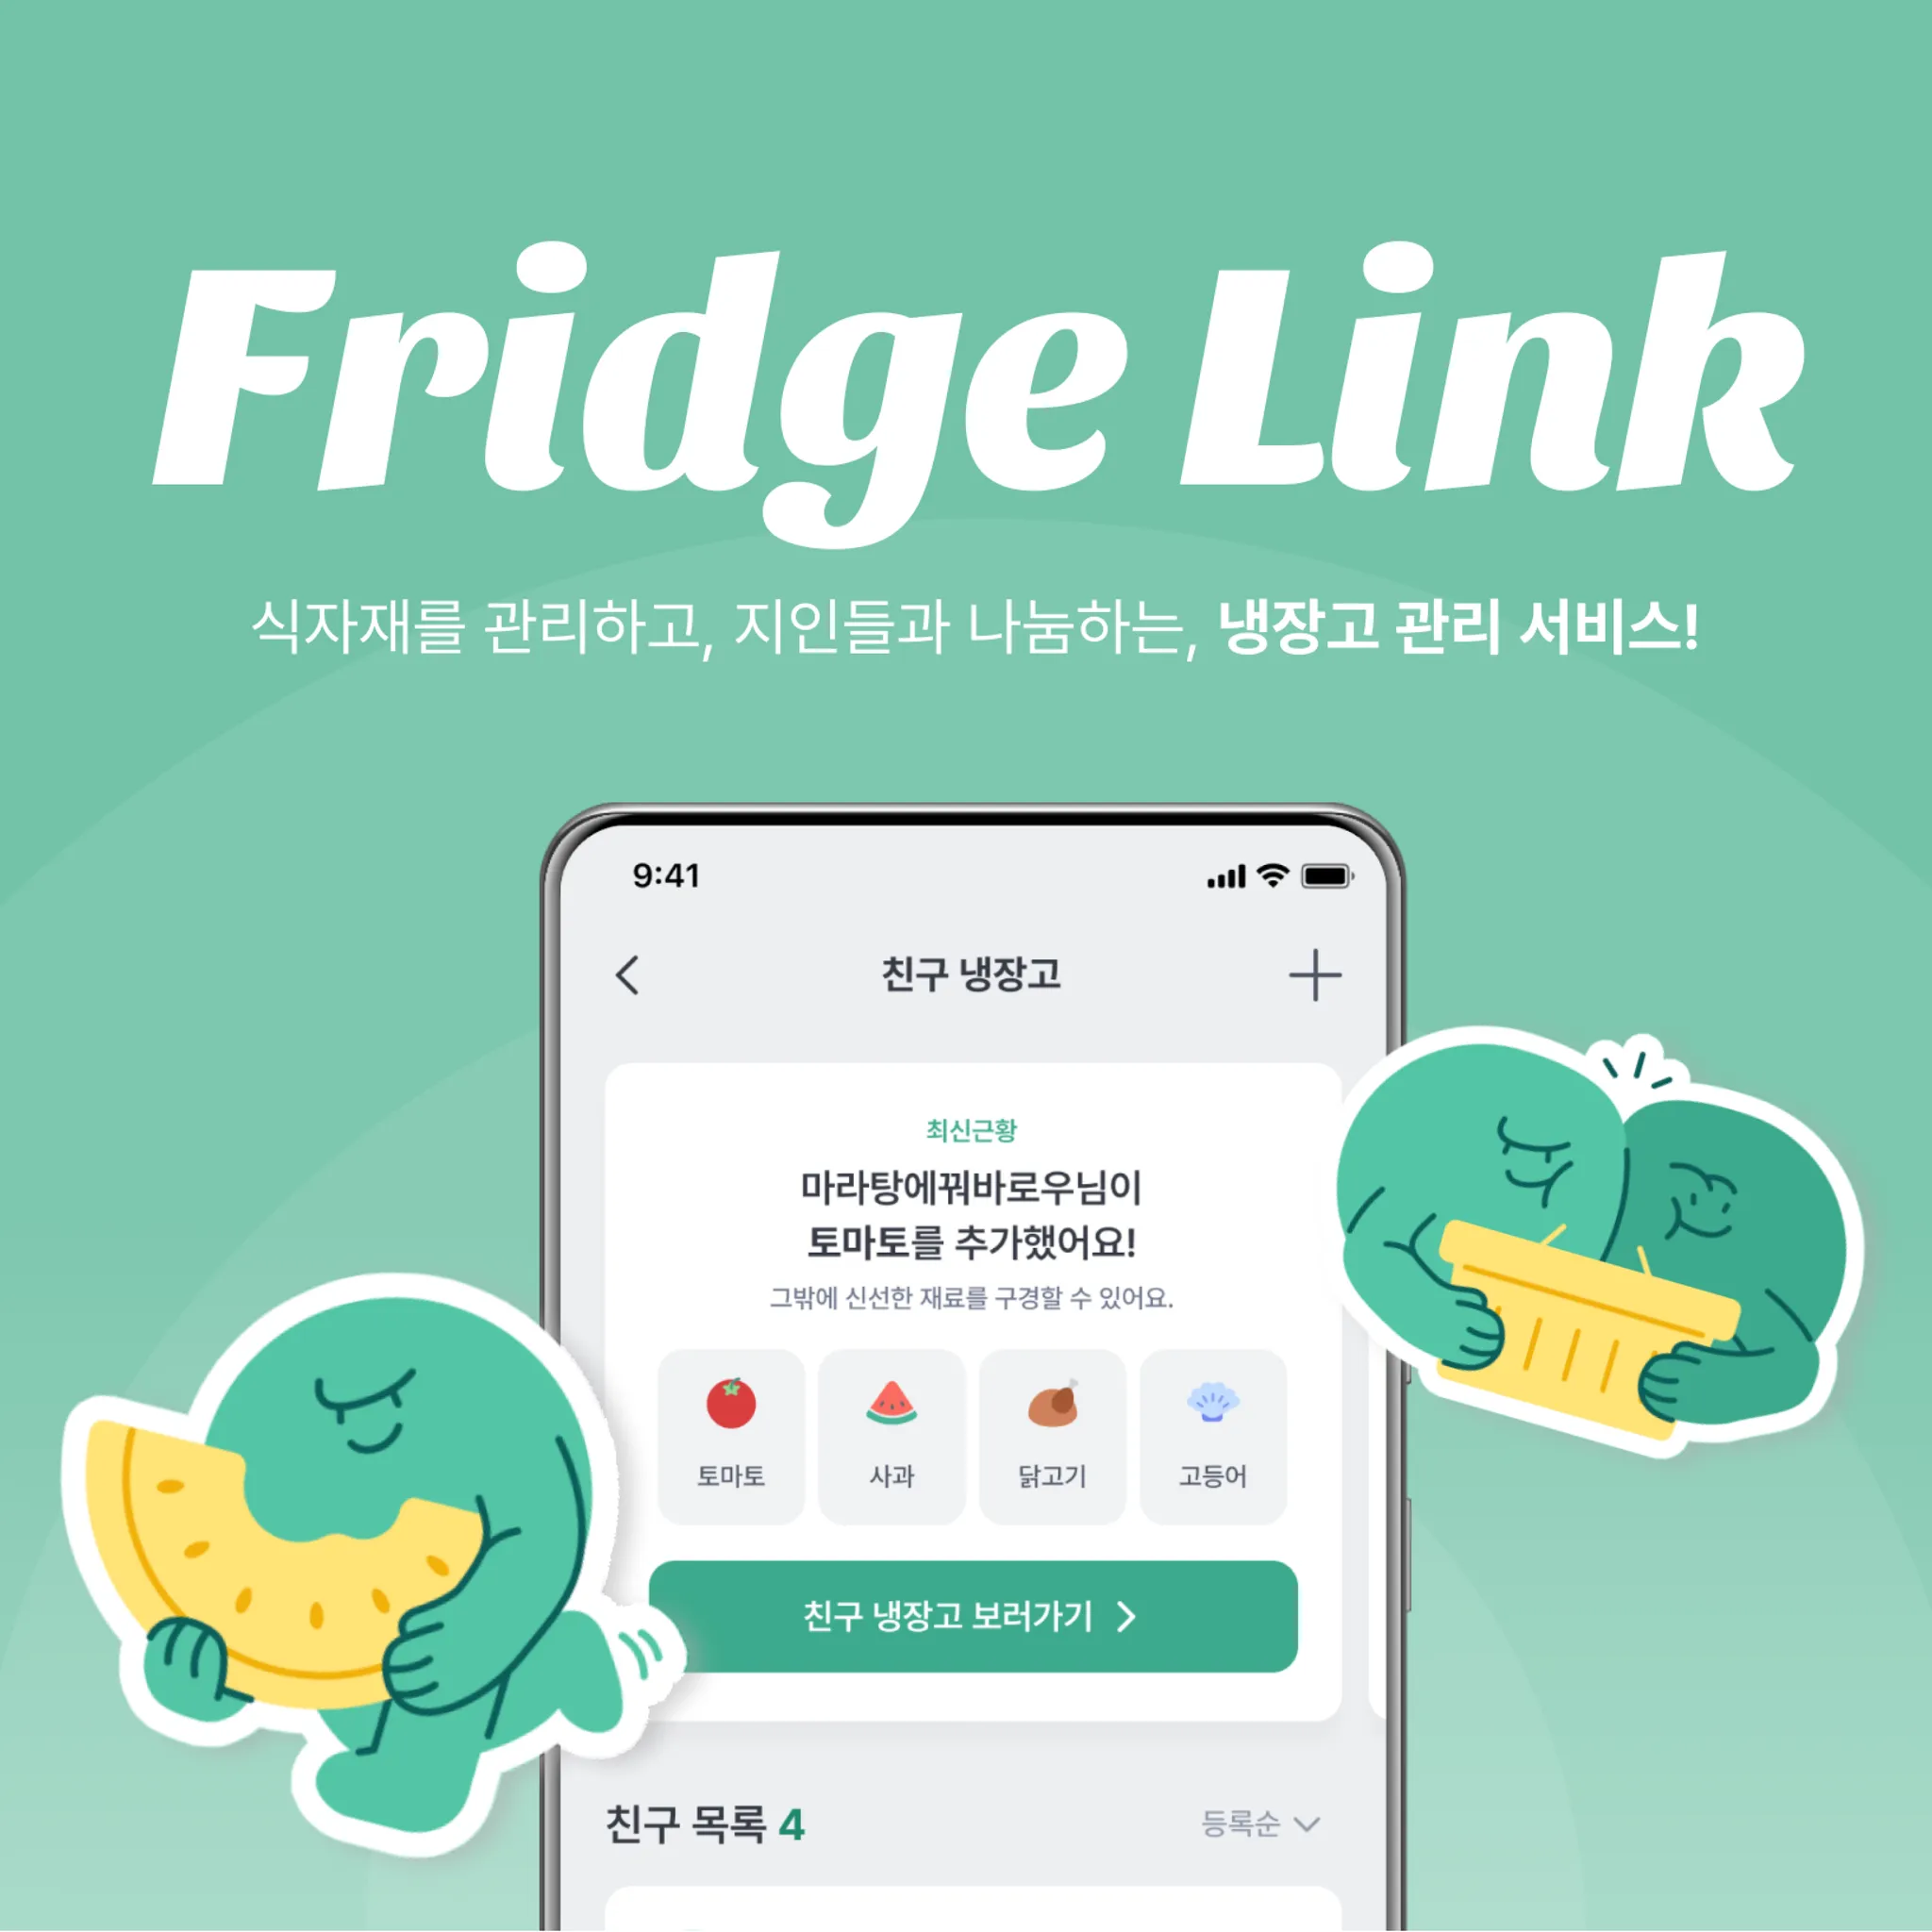 Fridge Link
식자재를 관리하고, 지인들과 나눔하는, 냉장고 관리 서비스!
9:41
친구 냉장고
최신근황
마라탕에꿔바로우님이
토마토를 추가했어요!
그밖에 신선한 재료를 구경할 수 있어요.
토마토 사과 닭고기 고등어
친구 냉장고 보러가기
친구 목록 4 등록순